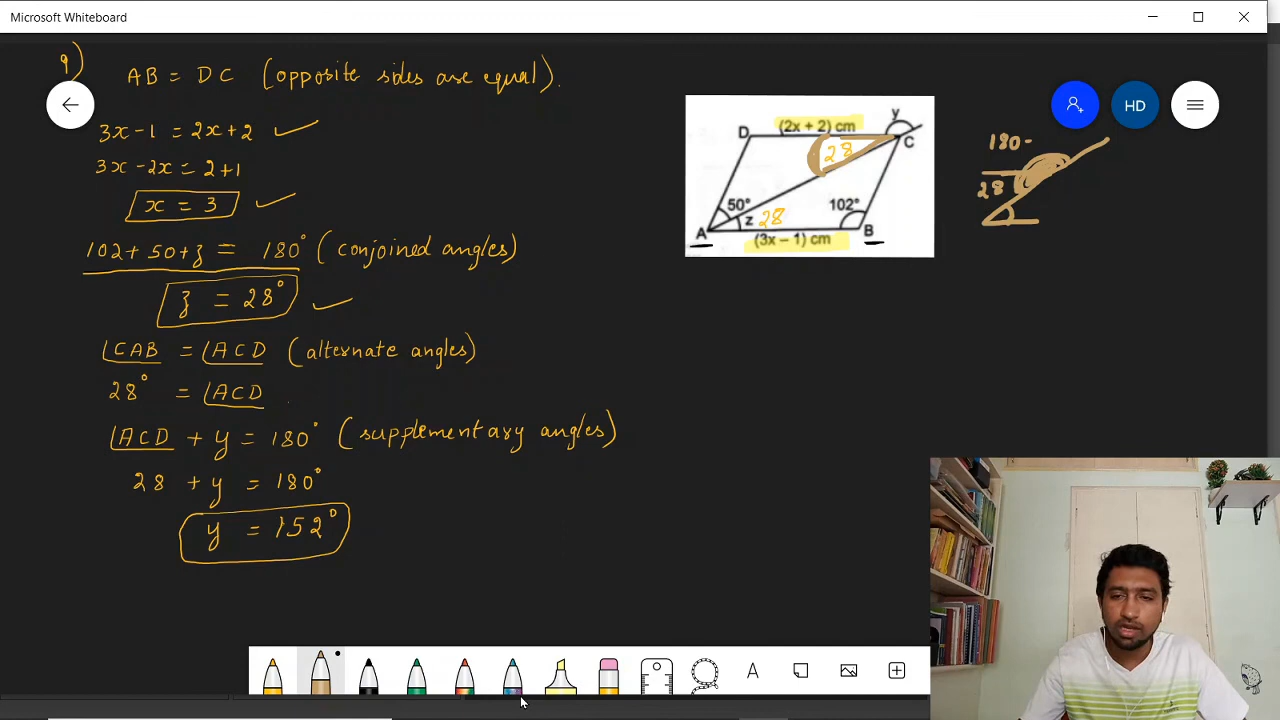 Microsoft Whiteboard
9)
AB = DC (opposite sides are equal).
3x-1 = 2x+2
3x-2x = 2+1
x = 3
102+50+z = 180° (conjoined angles)
z = 28°
∠CAB = ∠ACD (alternate angles)
28° = ∠ACD
∠ACD + y = 180° (supplementary angles)
28 + y = 180°
y = 152°
y
D (2x + 2) cm C
28
50° z 28 102°
A B
(3x − 1) cm
180-
28
HD
A